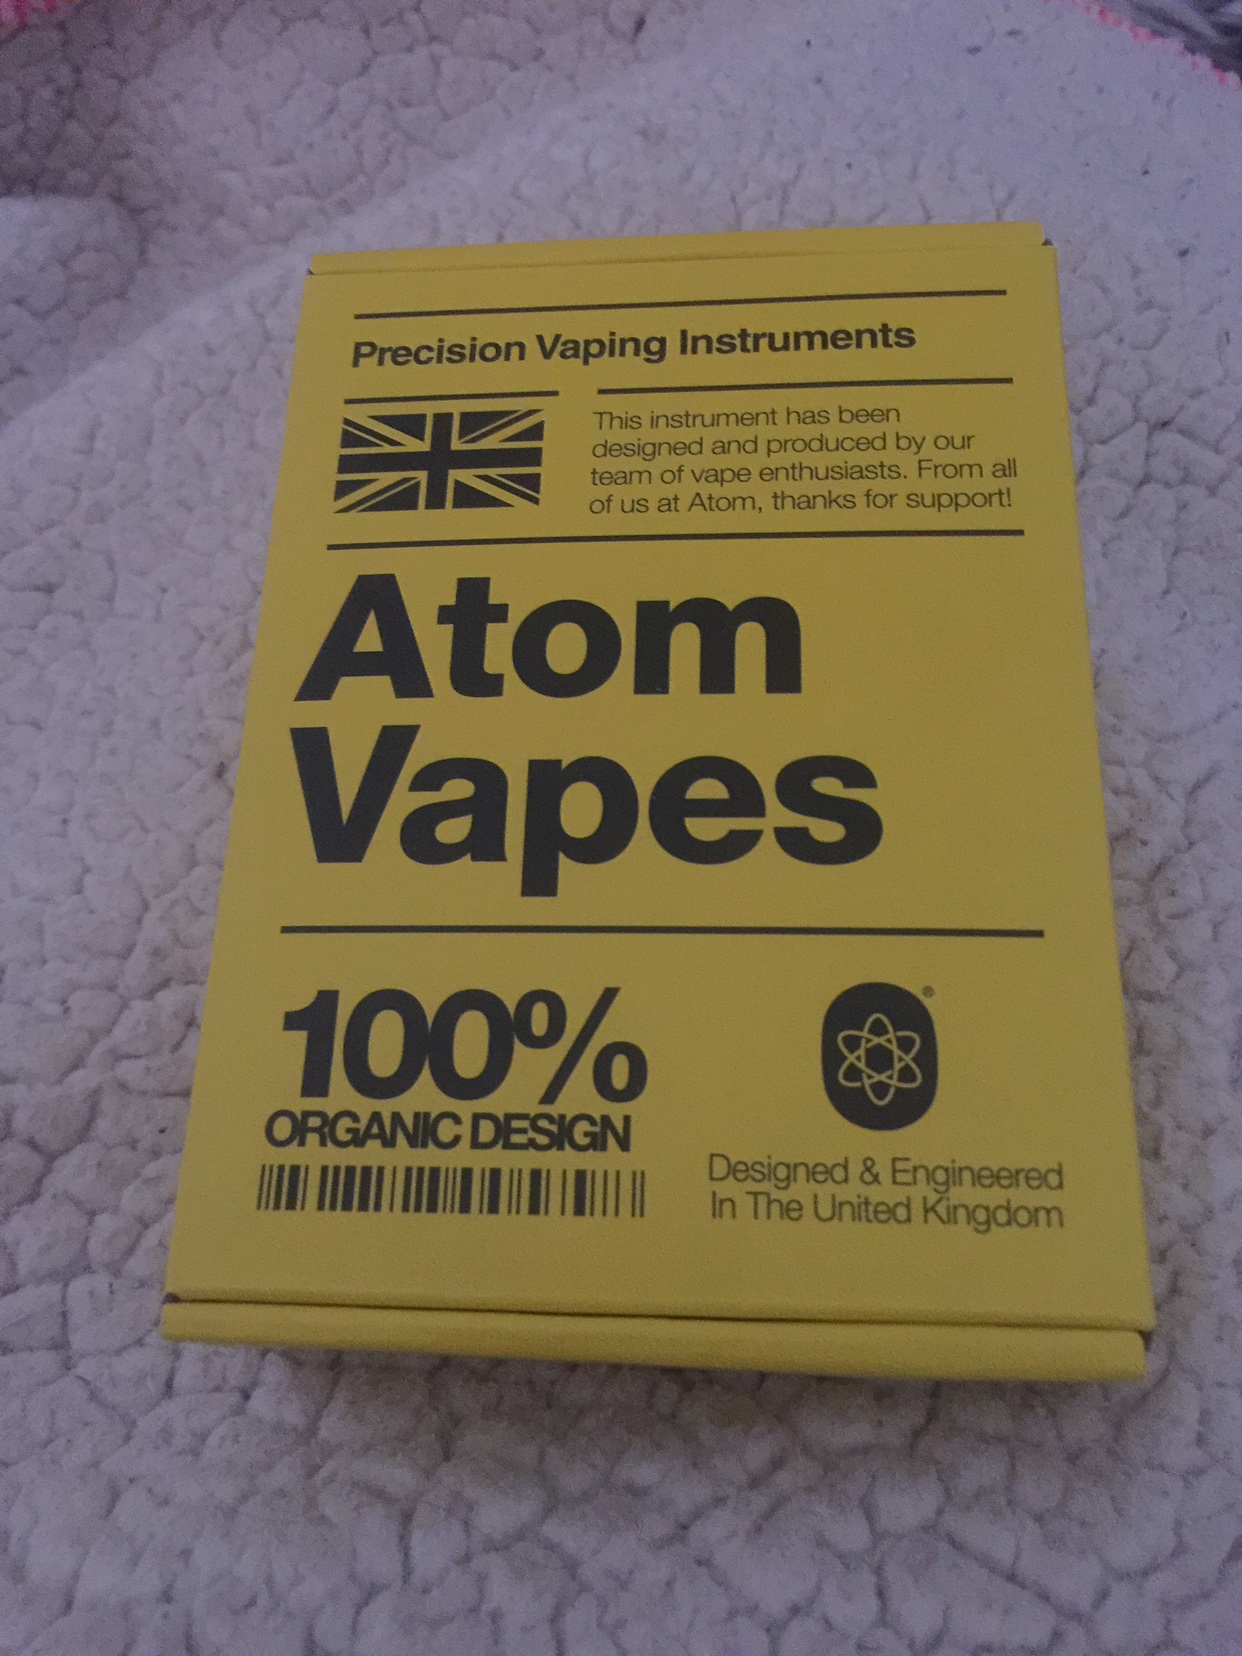 Precision Vaping Instruments
This instrument has been
designed and produced by our
team of vape enthusiasts. From all
of us at Atom, thanks for support!
Atom
Vapes
100%
ORGANIC DESIGN
®
Designed & Engineered
In The United Kingdom